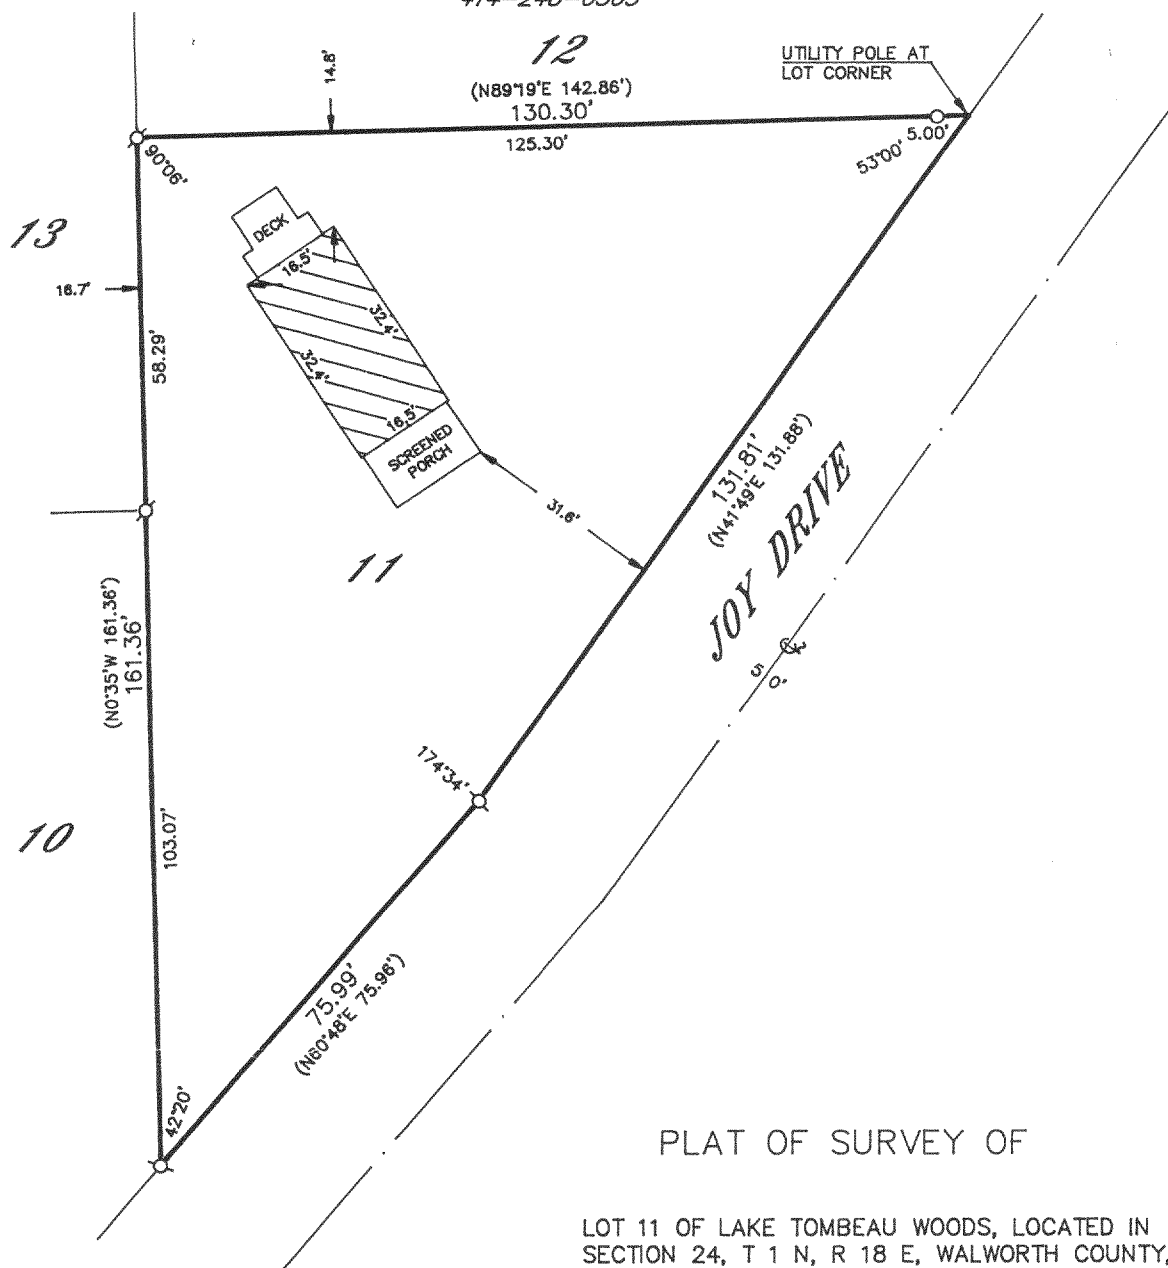 12
(N89°19'E 142.86')
130.30'
125.30'
UTILITY POLE AT
LOT CORNER
5.00'
53°00'
14.8'
90°06'
13
16.7'
58.29'
DECK
16.5'
32.4'
32.4'
16.5'
SCREENED
PORCH
31.6'
131.81'
(N41°49'E 131.88')
JOY DRIVE
50'
11
(N0°35'W 161.36')
161.36'
174°34'
10
103.07'
75.99'
(N60°48'E 75.96')
42°20'
PLAT OF SURVEY OF
LOT 11 OF LAKE TOMBEAU WOODS, LOCATED IN
SECTION 24, T 1 N, R 18 E, WALWORTH COUNTY,